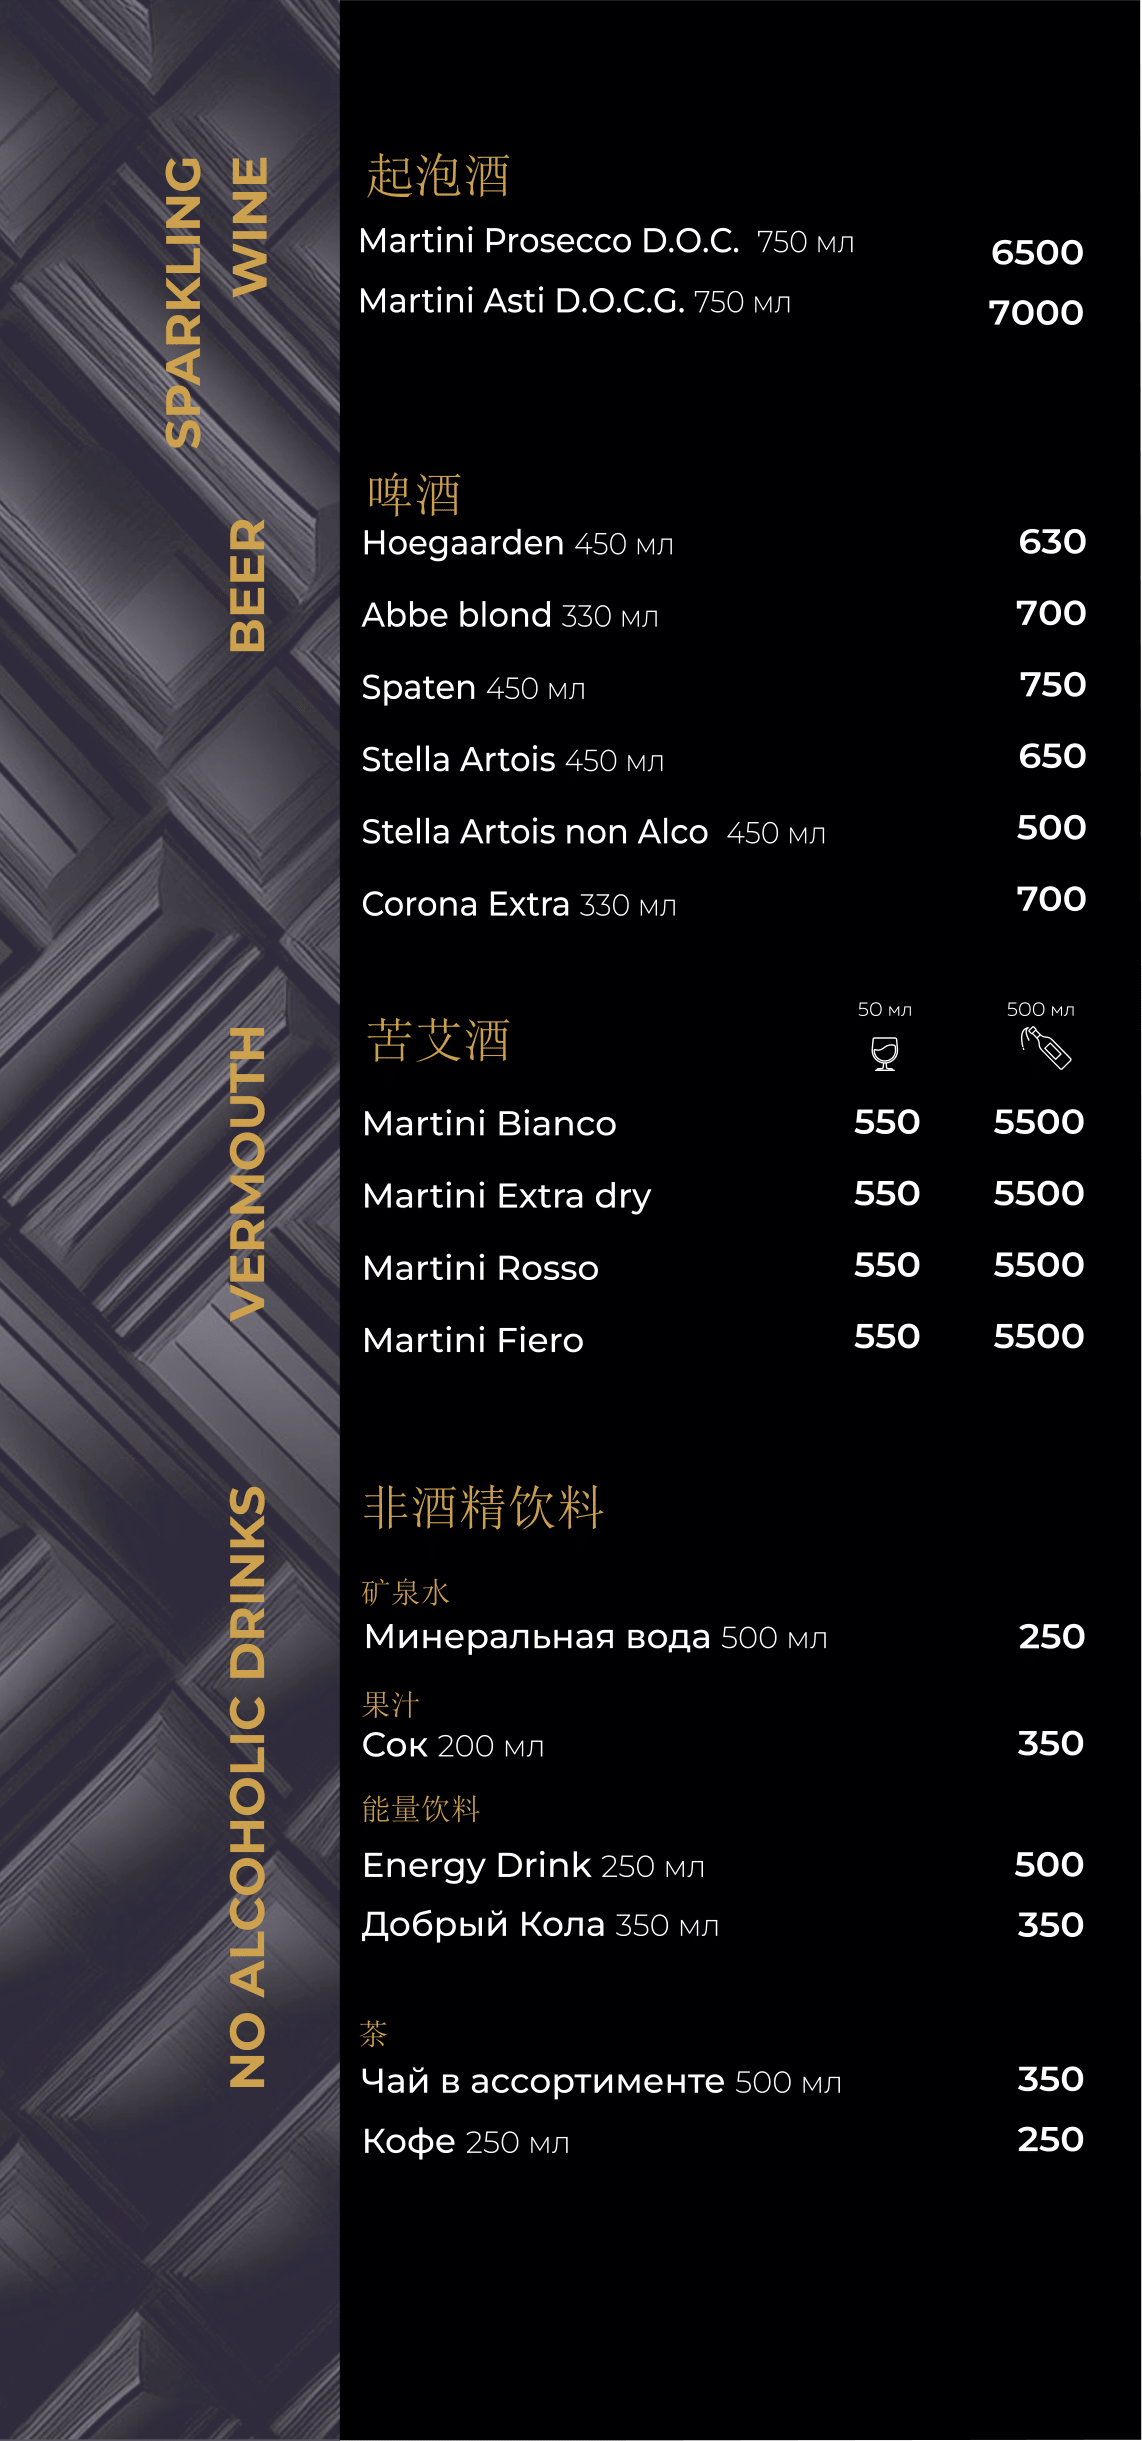 SPARKLING
WINE
起泡酒
Martini Prosecco D.O.C. 750 мл 6500
Martini Asti D.O.C.G. 750 мл 7000
BEER
啤酒
Hoegaarden 450 мл 630
Abbe blond 330 мл 700
Spaten 450 мл 750
Stella Artois 450 мл 650
Stella Artois non Alco 450 мл 500
Corona Extra 330 мл 700
VERMOUTH
苦艾酒 50 мл 500 мл
Martini Bianco 550 5500
Martini Extra dry 550 5500
Martini Rosso 550 5500
Martini Fiero 550 5500
NO ALCOHOLIC DRINKS
非酒精饮料
矿泉水
Минеральная вода 500 мл 250
果汁
Сок 200 мл 350
能量饮料
Energy Drink 250 мл 500
Добрый Кола 350 мл 350
茶
Чай в ассортименте 500 мл 350
Кофе 250 мл 250